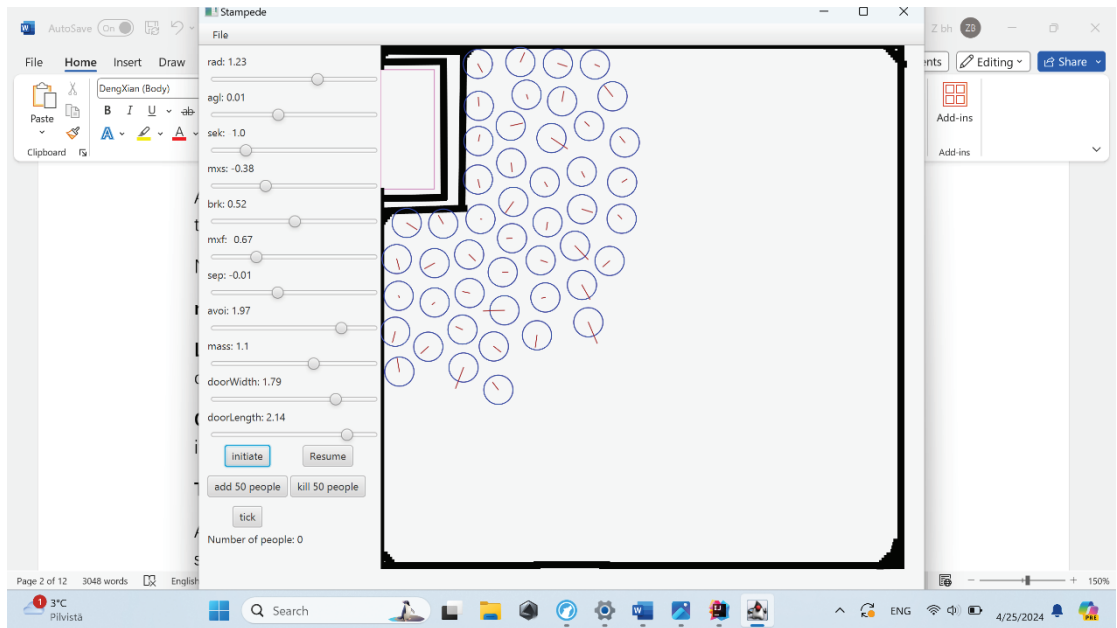 Stampede
AutoSave On
Z bh ZB
File
File Home Insert Draw
nts Editing Share
rad: 1.23
agl: 0.01
sek: 1.0
mxs: -0.38
brk: 0.52
mxf: 0.67
sep: -0.01
avoi: 1.97
mass: 1.1
doorWidth: 1.79
doorLength: 2.14
initiate Resume
add 50 people kill 50 people
tick
Number of people: 0
DengXian (Body)
Paste
B I U ab
A A
Clipboard
Add-ins
Add-ins
Page 2 of 12 3048 words English
150%
1 3°C
Pilvistä
Search
ENG
4/25/2024
PRE